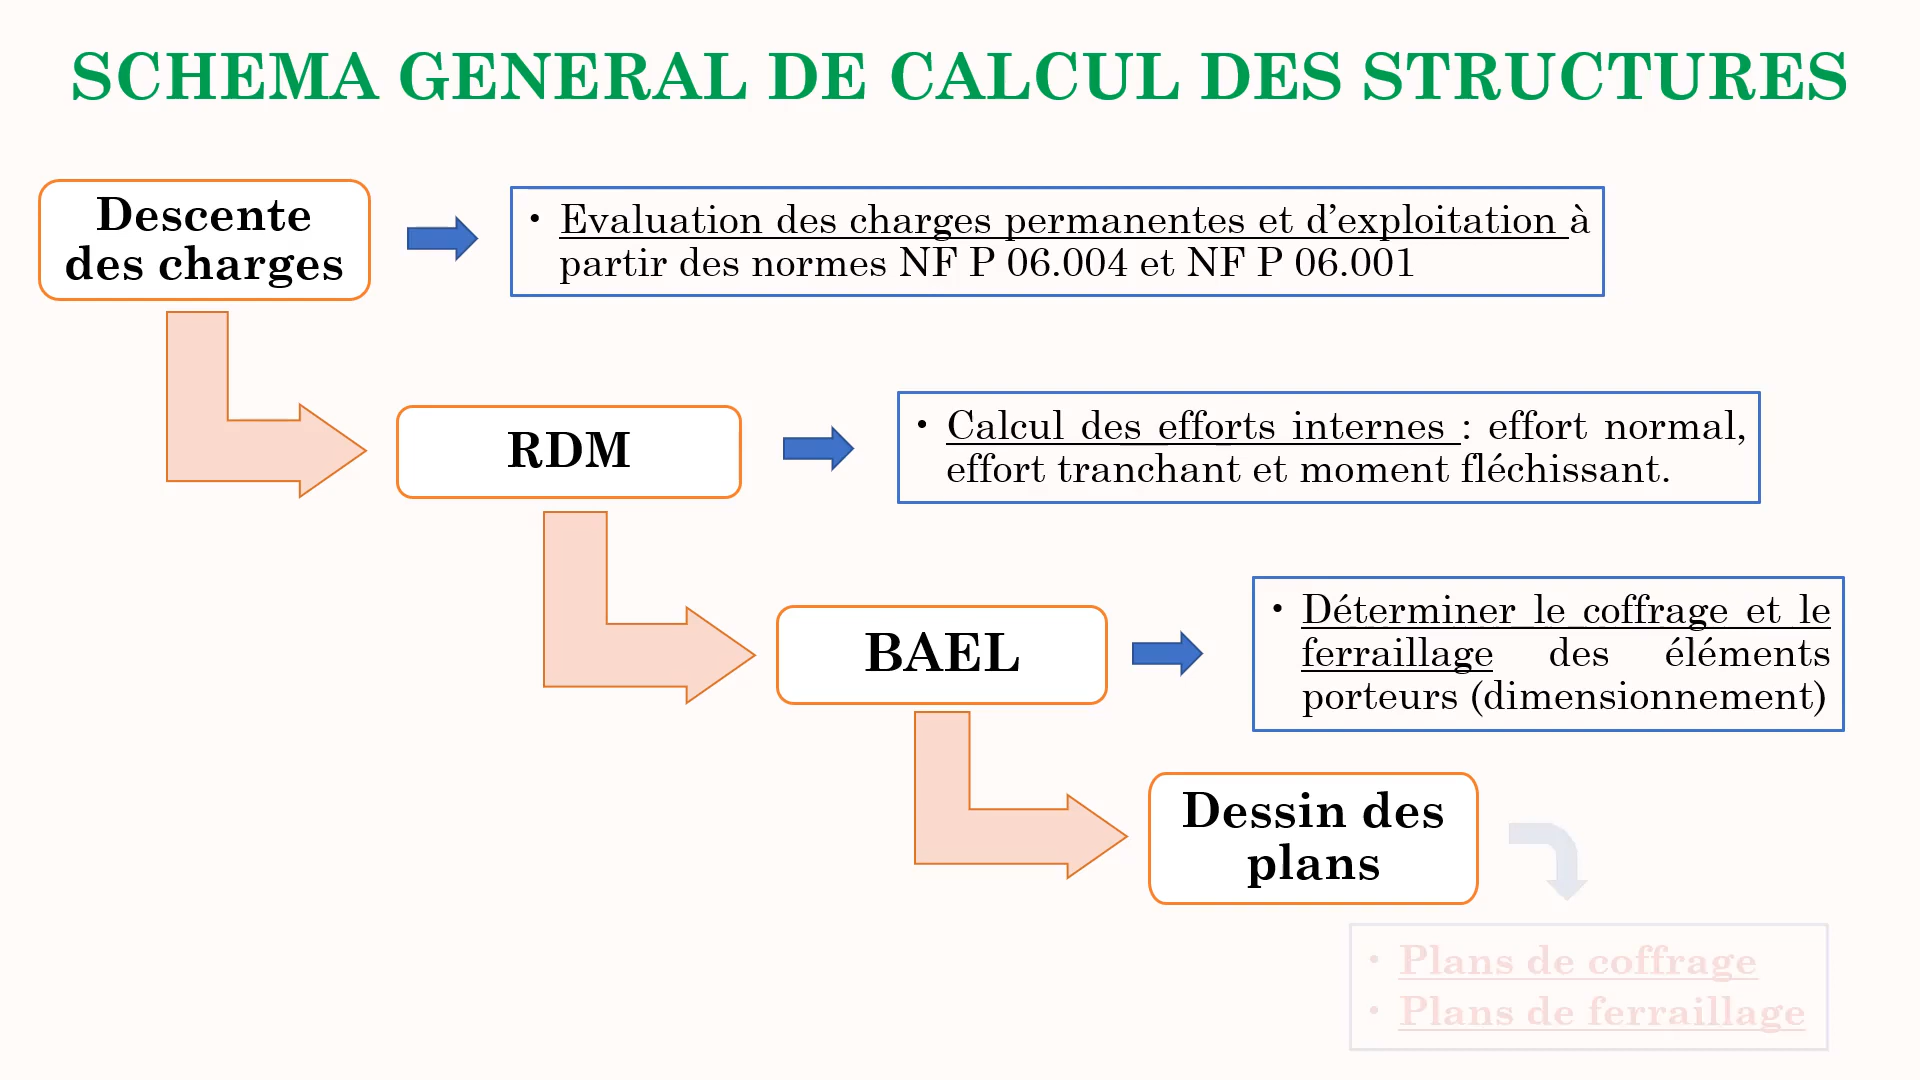 SCHEMA GENERAL DE CALCUL DES STRUCTURES
Descente
des charges
• Evaluation des charges permanentes et d’exploitation à
partir des normes NF P 06.004 et NF P 06.001
RDM
• Calcul des efforts internes : effort normal,
effort tranchant et moment fléchissant.
BAEL
• Déterminer le coffrage et le
ferraillage des éléments
porteurs (dimensionnement)
Dessin des
plans
• Plans de coffrage
• Plans de ferraillage